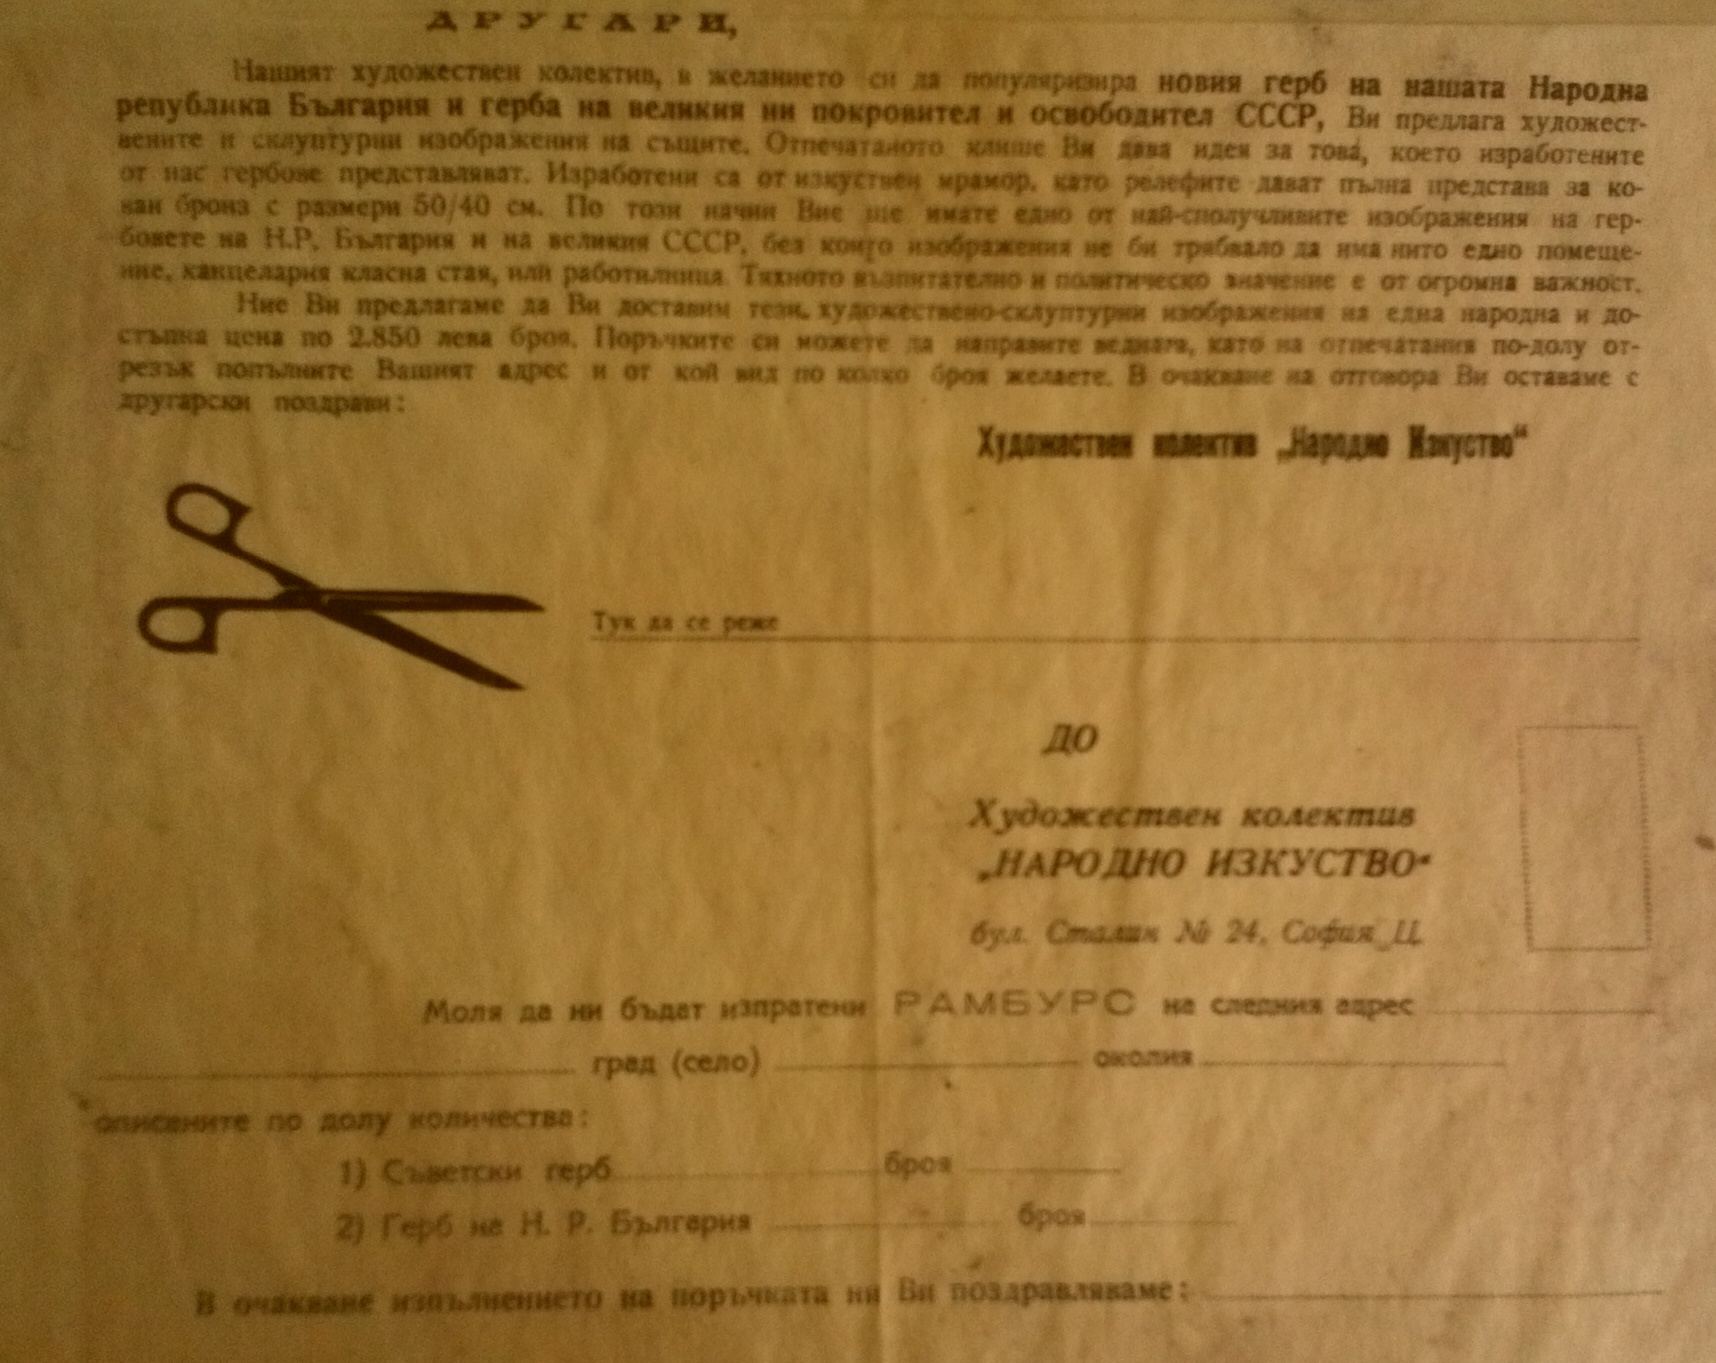 ДРУГАРИ,
Нашият художествен колектив, в желанието си да популяризира новия герб на нашата Народна
република България и герба на великия ни покровител и освободител СССР, Ви предлага художест-
вените и склуптурни изображения на същите. Отпечатаното клише Ви дава идея за това, което изработените
от нас гербове представляват. Изработени са от изкуствен мрамор, като релефите дават пълна представа за ко-
ван бронз с размери 50/40 см. По този начин Вие ще имате едно от най-сполучливите изображения на гер-
бовете на Н.Р. България и на великия СССР, без които изображения не би трябвало да има нито едно помеще-
ние, канцелария класна стая, или работилница. Тяхното възпитателно и политическо значение е от огромна важност.
Ние Ви предлагаме да Ви доставим тези, художествено-склуптурни изображения на една народна и до-
стъпна цена по 2.850 лева броя. Поръчките си можете да направите веднага, като на отпечатания по-долу от-
резък попълните Вашият адрес и от кой вид по колко броя желаете. В очакване на отговора Ви оставаме с
другарски поздрави:
Художествен колектив „Народно Изкуство“
Тук да се реже
ДО
Художествен колектив
„НАРОДНО ИЗКУСТВО“
бул. Сталин № 24, София Ц.
Моля да ни бъдат изпратени РАМБУРС на следния адрес
град (село) околия
описаните по долу количества:
1) Съветски герб броя
2) Герб на Н. Р. България броя
В очакване изпълнението на поръчката ни Ви поздравляваме: